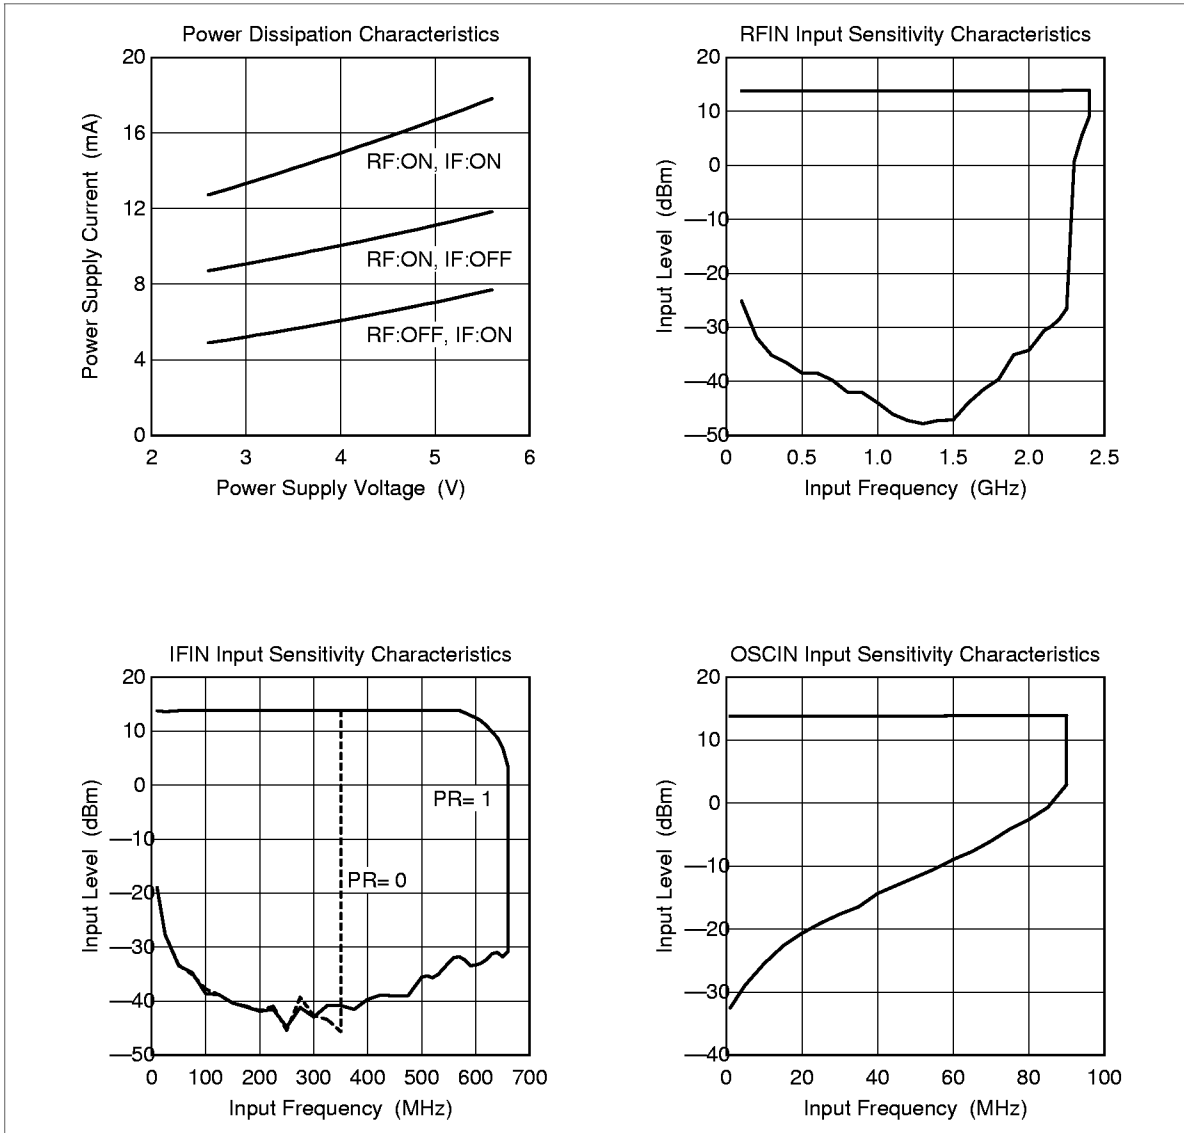 Power Dissipation Characteristics
20
16
12
8
4
0
Power Supply Current (mA)
RF:ON, IF:ON
RF:ON, IF:OFF
RF:OFF, IF:ON
2 3 4 5 6
Power Supply Voltage (V)
RFIN Input Sensitivity Characteristics
20
10
0
—10
—20
—30
—40
—50
Input Level (dBm)
0 0.5 1.0 1.5 2.0 2.5
Input Frequency (GHz)
IFIN Input Sensitivity Characteristics
20
10
0
—10
—20
—30
—40
—50
Input Level (dBm)
PR= 1
PR= 0
0 100 200 300 400 500 600 700
Input Frequency (MHz)
OSCIN Input Sensitivity Characteristics
20
10
0
—10
—20
—30
—40
Input Level (dBm)
0 20 40 60 80 100
Input Frequency (MHz)